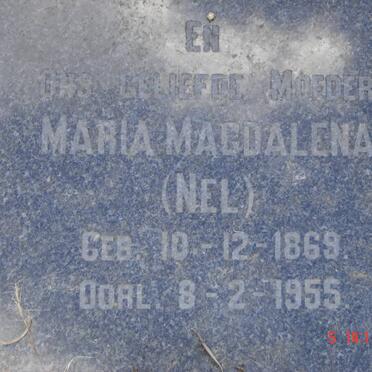 EN
ONS GELIEFDE MOEDER
MARIA MAGDALENA
(NEL)
GEB. 10-12-1869.
OORL. 8-2-1955.